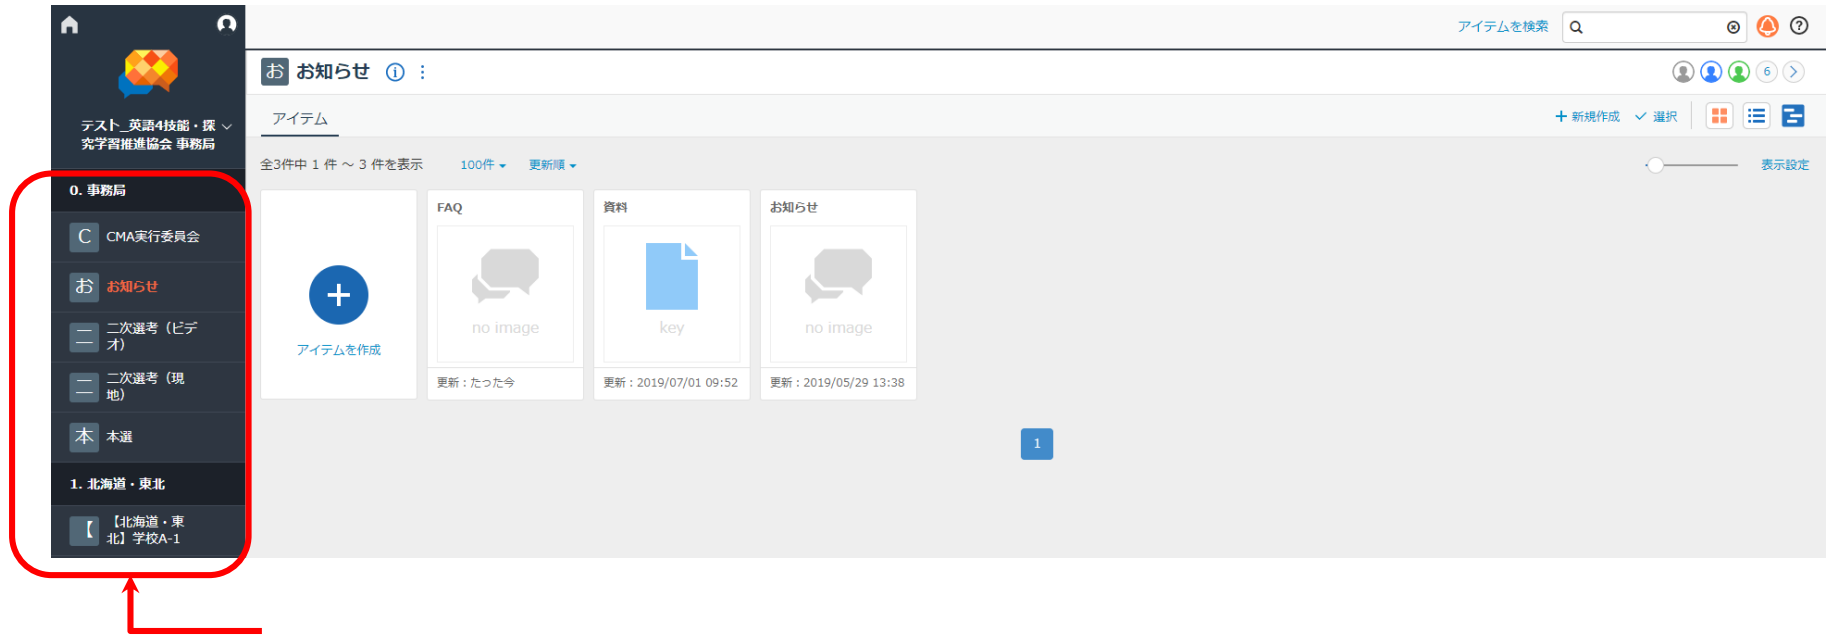 アイテムを検索
テスト_英語4技能・探
究学習推進協会 事務局
0. 事務局
C CMA実行委員会
お お知らせ
二 二次選考（ビデ
オ）
二 二次選考（現
地）
本 本選
1. 北海道・東北
【 【北海道・東
北】学校A-1
お お知らせ
6
アイテム
新規作成
選択
全3件中 1 件 ～ 3 件を表示
100件
更新順
表示設定
アイテムを作成
FAQ
no image
更新：たった今
資料
key
更新：2019/07/01 09:52
お知らせ
no image
更新：2019/05/29 13:38
1